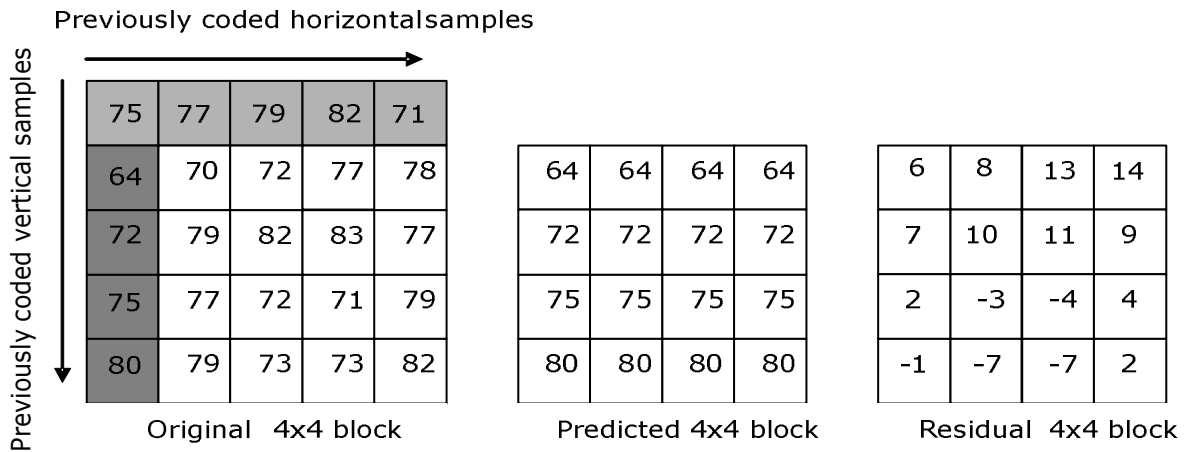 Previously coded horizontalsamples
Previously coded vertical samples
75 77 79 82 71
64 70 72 77 78
72 79 82 83 77
75 77 72 71 79
80 79 73 73 82
Original 4x4 block
64 64 64 64
72 72 72 72
75 75 75 75
80 80 80 80
Predicted 4x4 block
6 8 13 14
7 10 11 9
2 -3 -4 4
-1 -7 -7 2
Residual 4x4 block